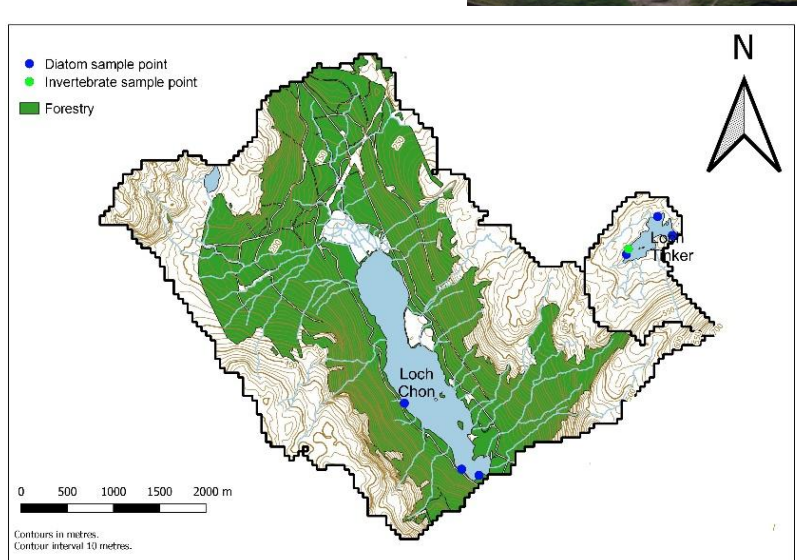 Diatom sample point
Invertebrate sample point
Forestry
N
Loch
Tinker
Loch
Chon
0 500 1000 1500 2000 m
Contours in metres.
Contour interval 10 metres.